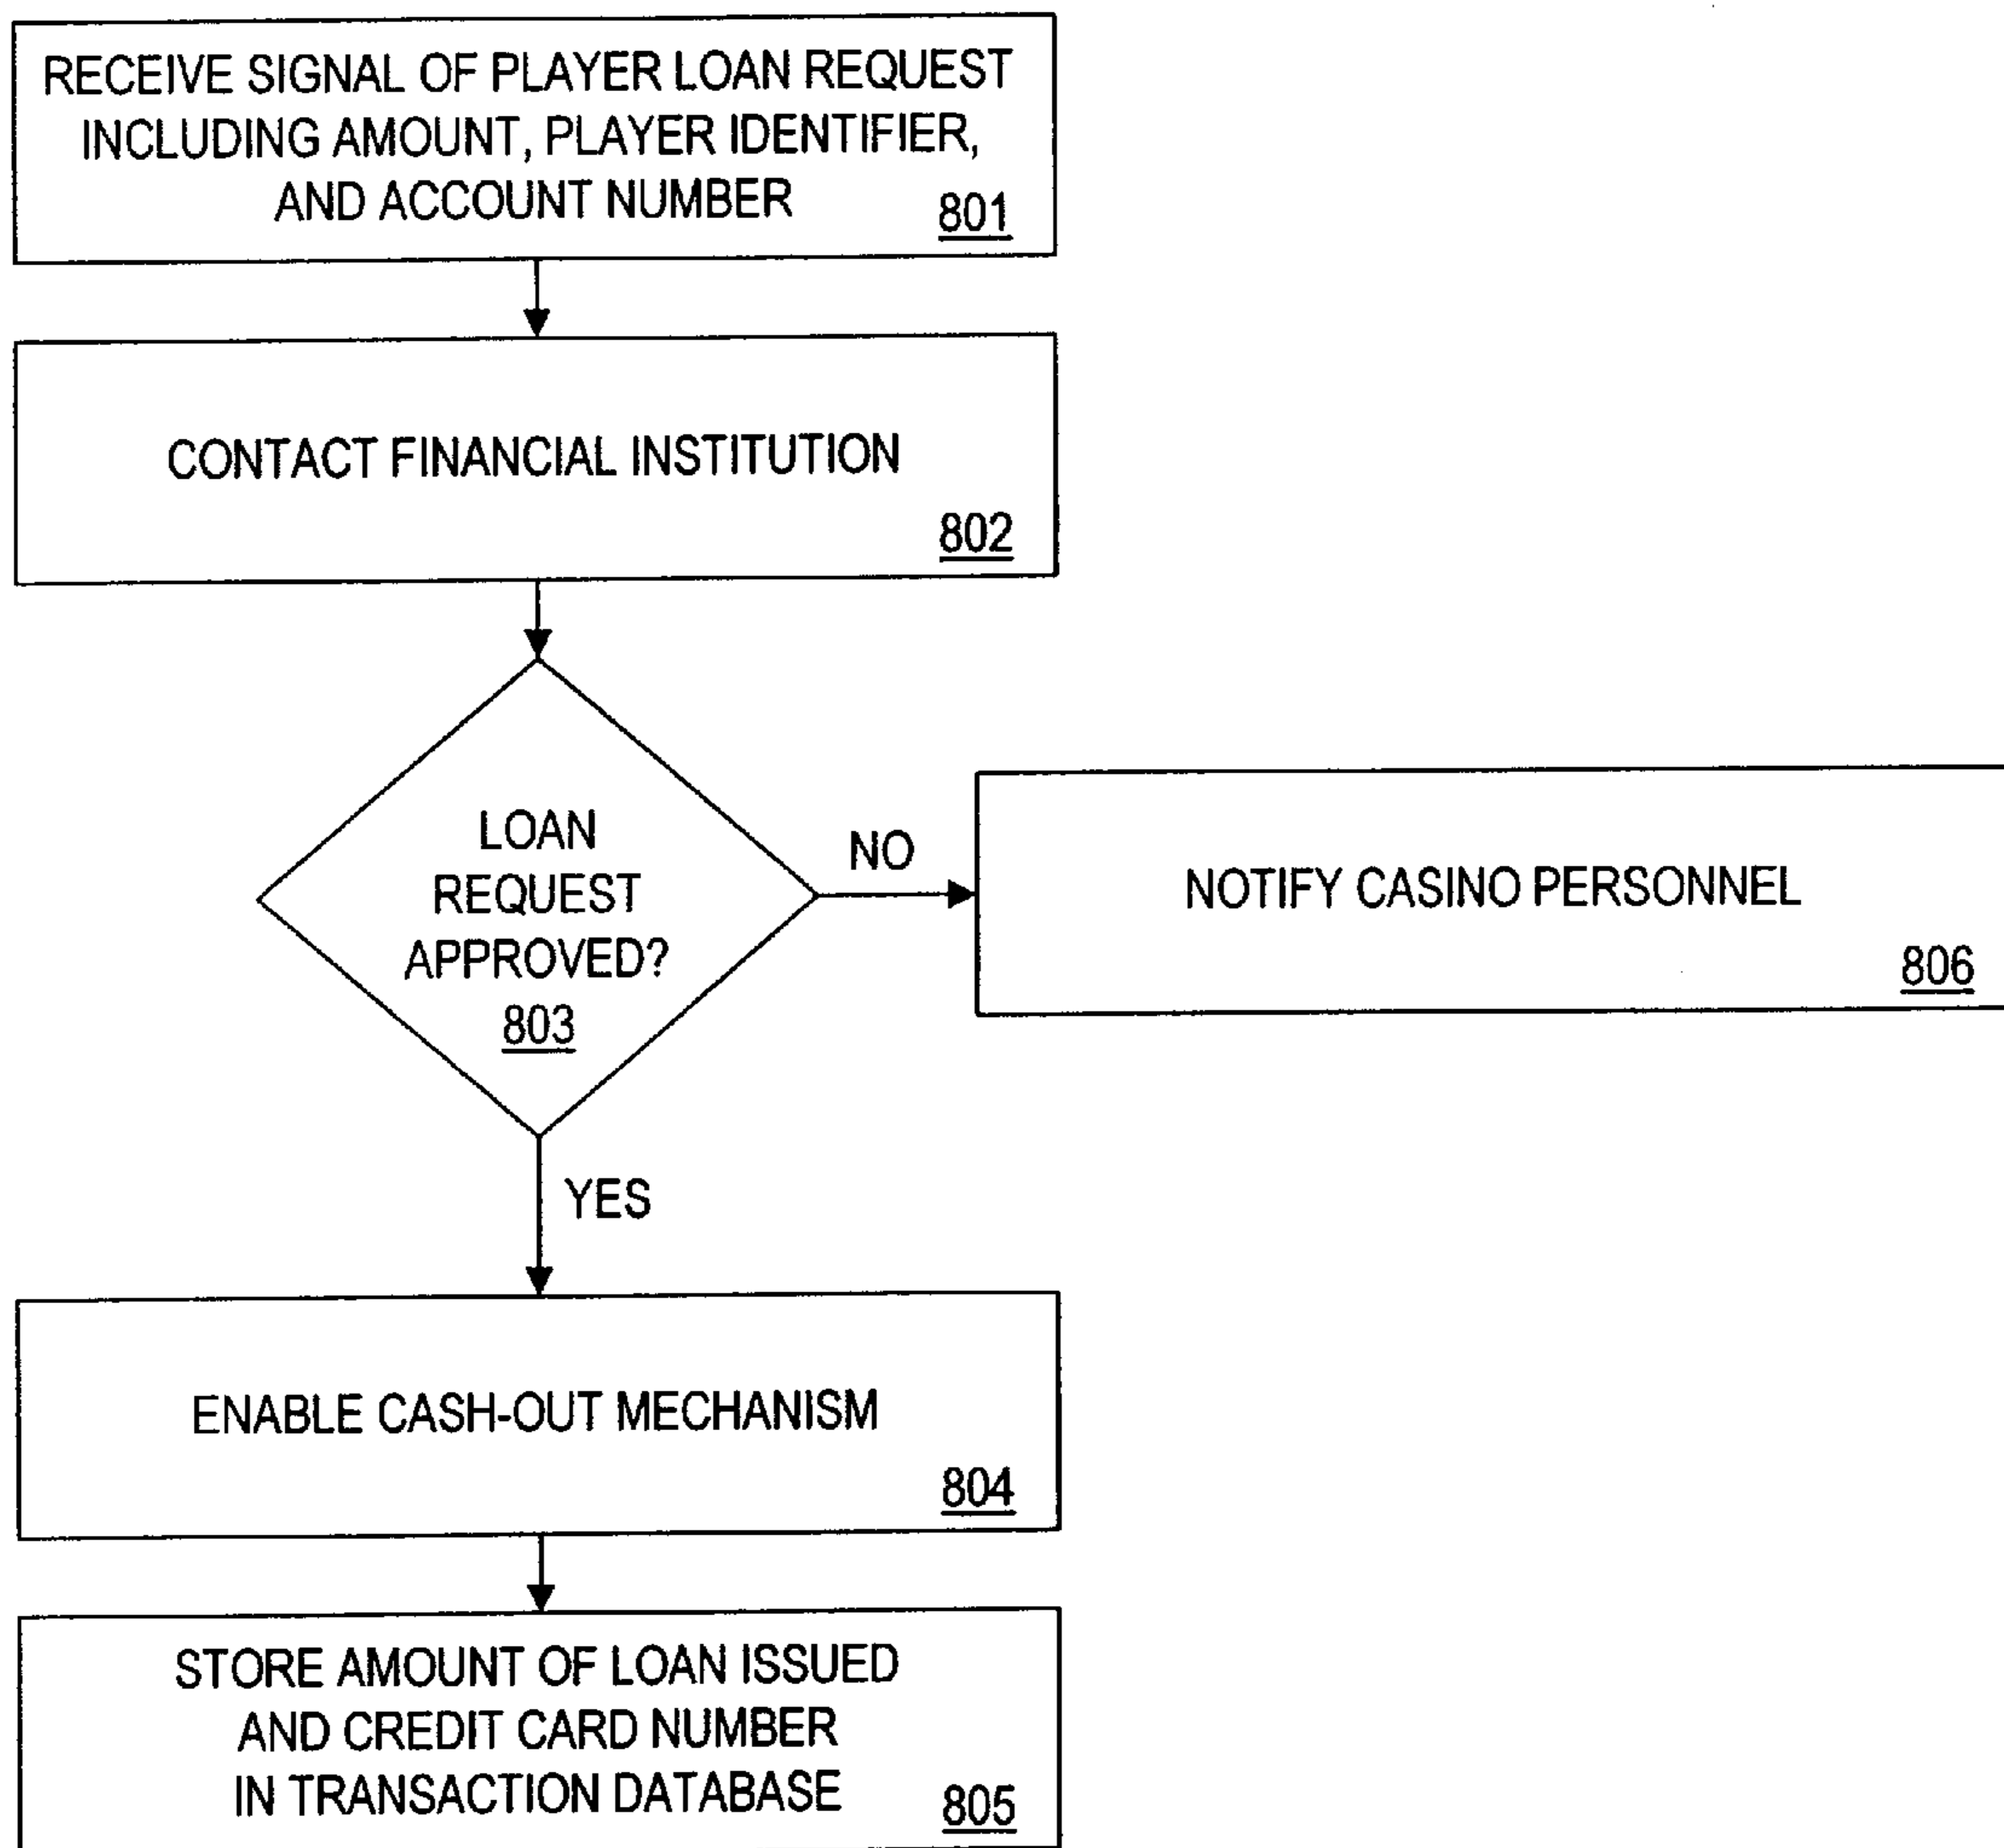 RECEIVE SIGNAL OF PLAYER LOAN REQUEST
INCLUDING AMOUNT, PLAYER IDENTIFIER,
AND ACCOUNT NUMBER
801
CONTACT FINANCIAL INSTITUTION
802
LOAN
REQUEST
APPROVED?
803
NO
NOTIFY CASINO PERSONNEL
806
YES
ENABLE CASH-OUT MECHANISM
804
STORE AMOUNT OF LOAN ISSUED
AND CREDIT CARD NUMBER
IN TRANSACTION DATABASE
805